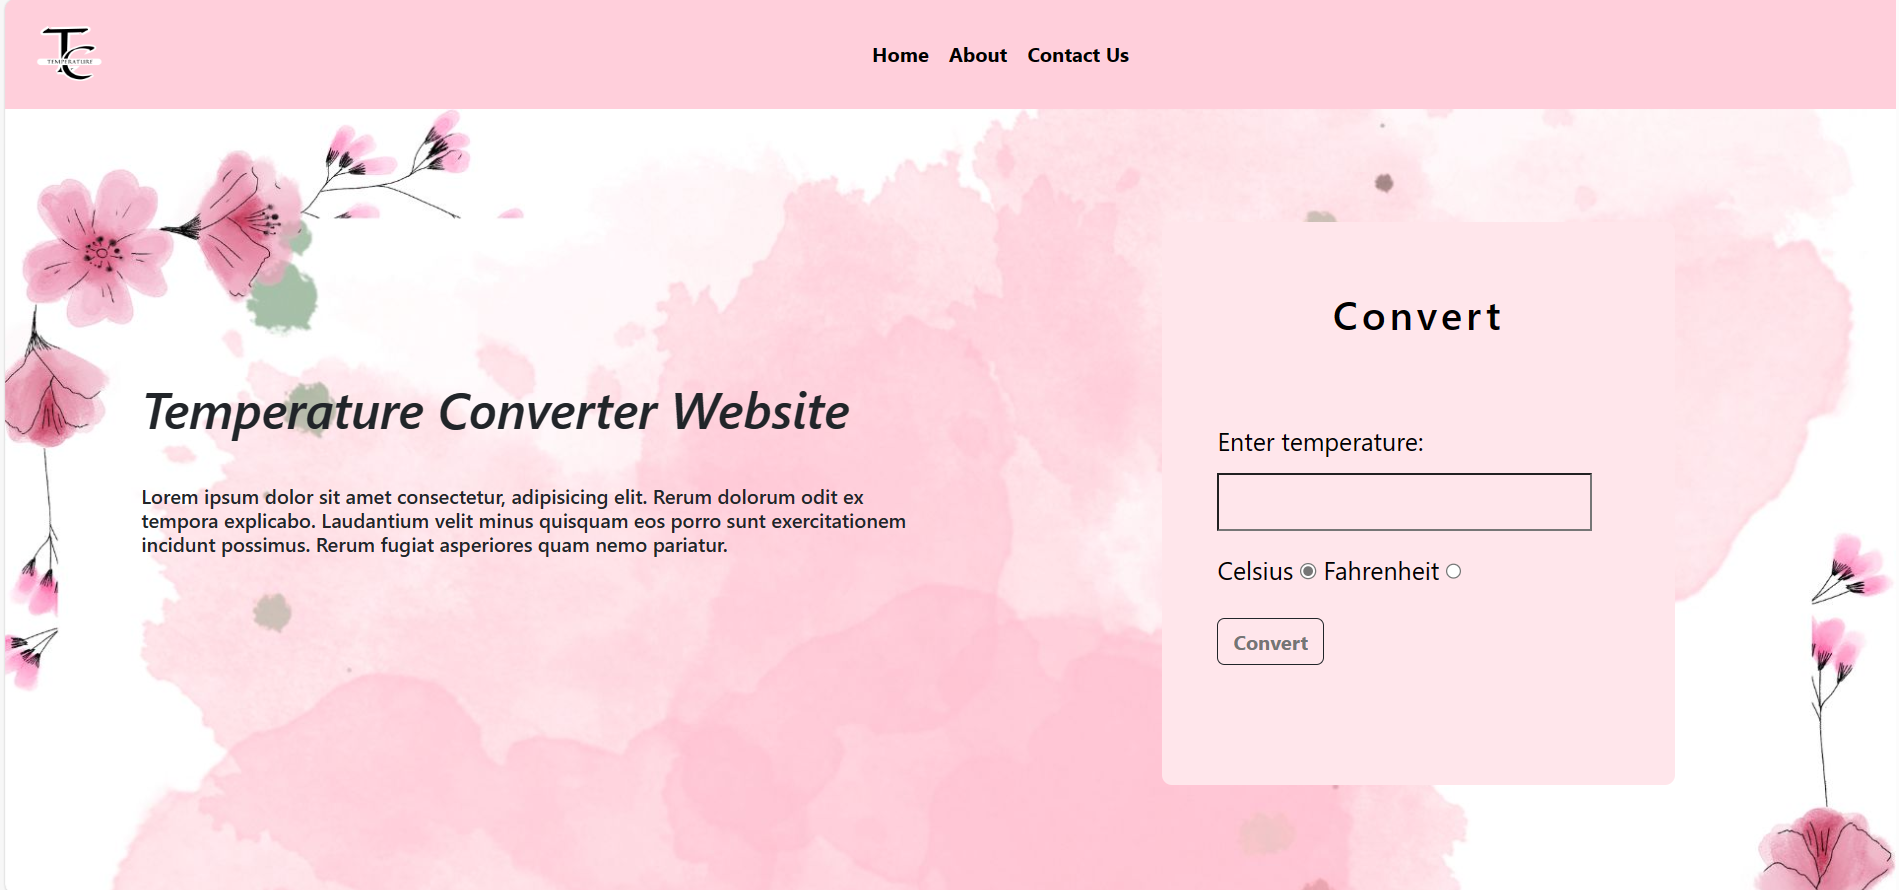 TC
TEMPERATURE
Home About Contact Us
Temperature Converter Website
Lorem ipsum dolor sit amet consectetur, adipisicing elit. Rerum dolorum odit ex
tempora explicabo. Laudantium velit minus quisquam eos porro sunt exercitationem
incidunt possimus. Rerum fugiat asperiores quam nemo pariatur.
Convert
Enter temperature:
Celsius Fahrenheit
Convert